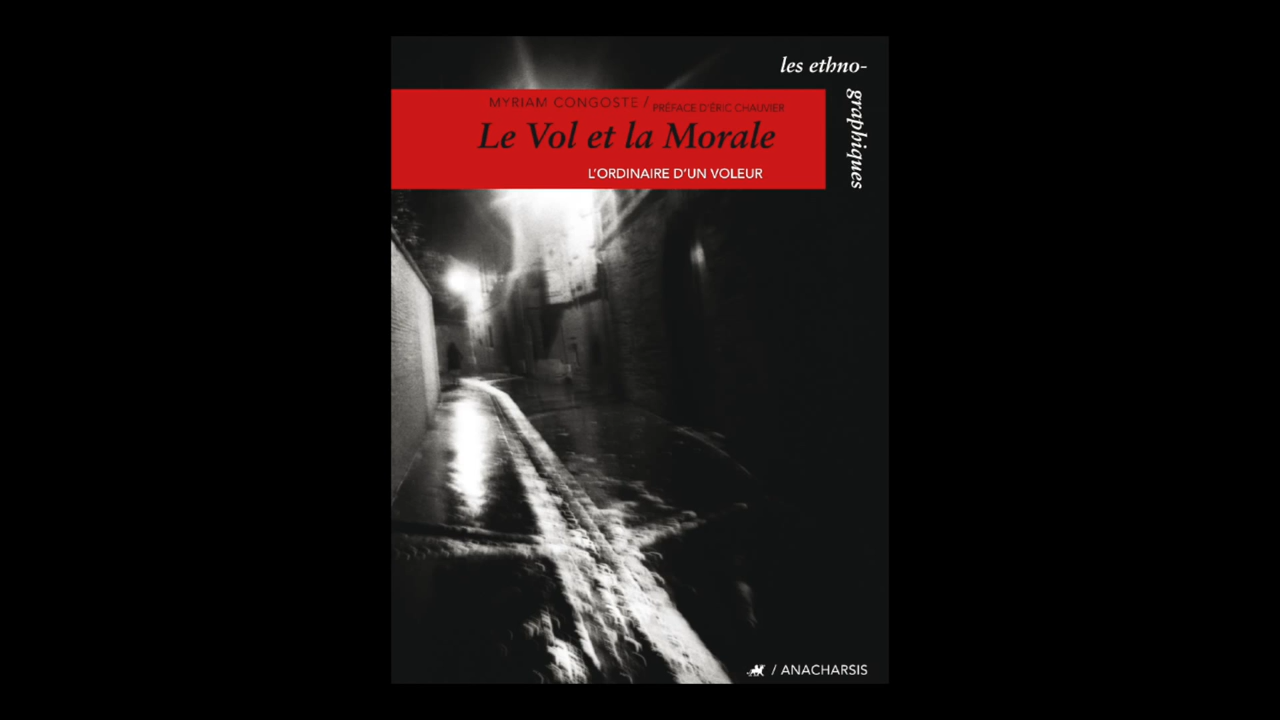 les ethno-
graphiques
MYRIAM CONGOSTE / PRÉFACE D'ÉRIC CHAUVIER
Le Vol et la Morale
L'ORDINAIRE D'UN VOLEUR
/ ANACHARSIS